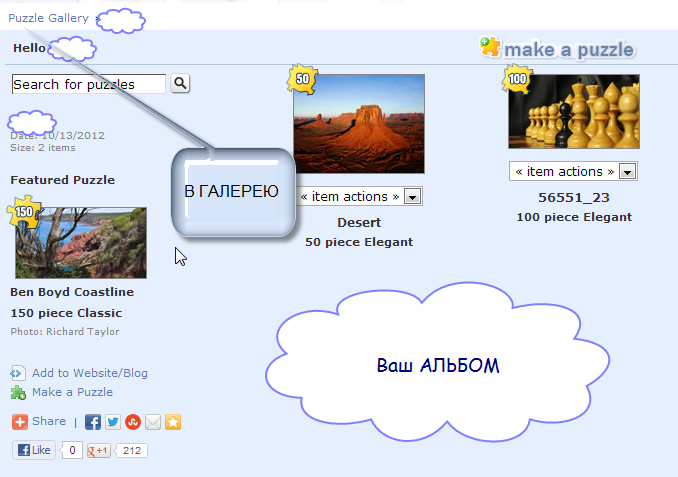 Puzzle Gallery »
Hello
make a puzzle
Search for puzzles
Date: 10/13/2012
Size: 2 items
Featured Puzzle
150
Ben Boyd Coastline
150 piece Classic
Photo: Richard Taylor
Add to Website/Blog
Make a Puzzle
Share |
Like 0 g +1 212
В ГАЛЕРЕЮ
50
« item actions »
Desert
50 piece Elegant
100
« item actions »
56551_23
100 piece Elegant
Ваш АЛЬБОМ